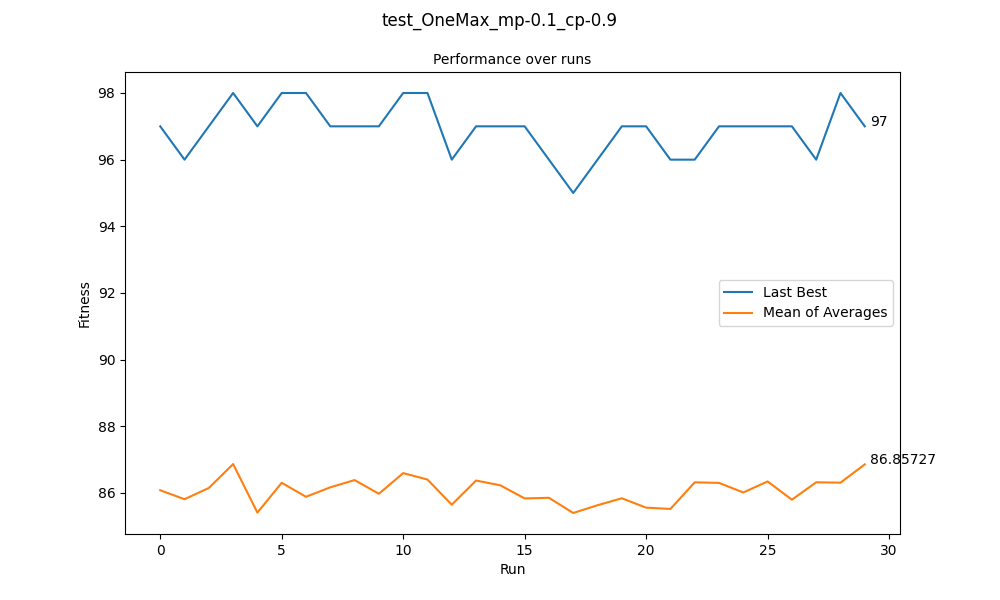 test_OneMax_mp-0.1_cp-0.9
Performance over runs
98
96
94
92
90
88
86
Fitness
97
Last Best
Mean of Averages
86.85727
0 5 10 15 20 25 30
Run